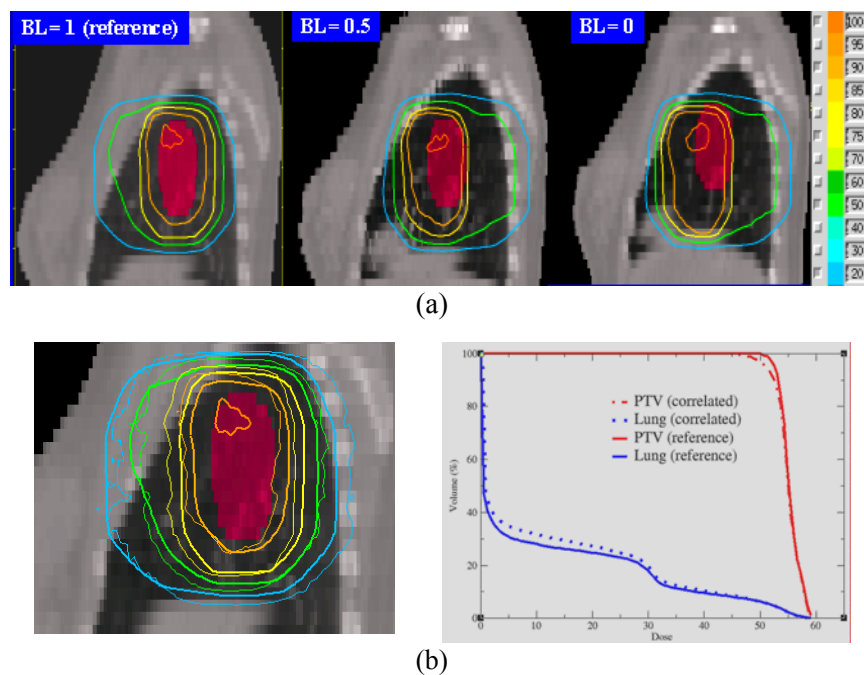 BL= 1 (reference)
BL= 0.5
BL= 0
100
95
90
80
75
70
60
50
40
30
20
(a)
100
80
60
40
20
0
Volume (%)
PTV (correlated)
Lung (correlated)
PTV (reference)
Lung (reference)
0 10 20 30 40 50 60
Dose
(b)